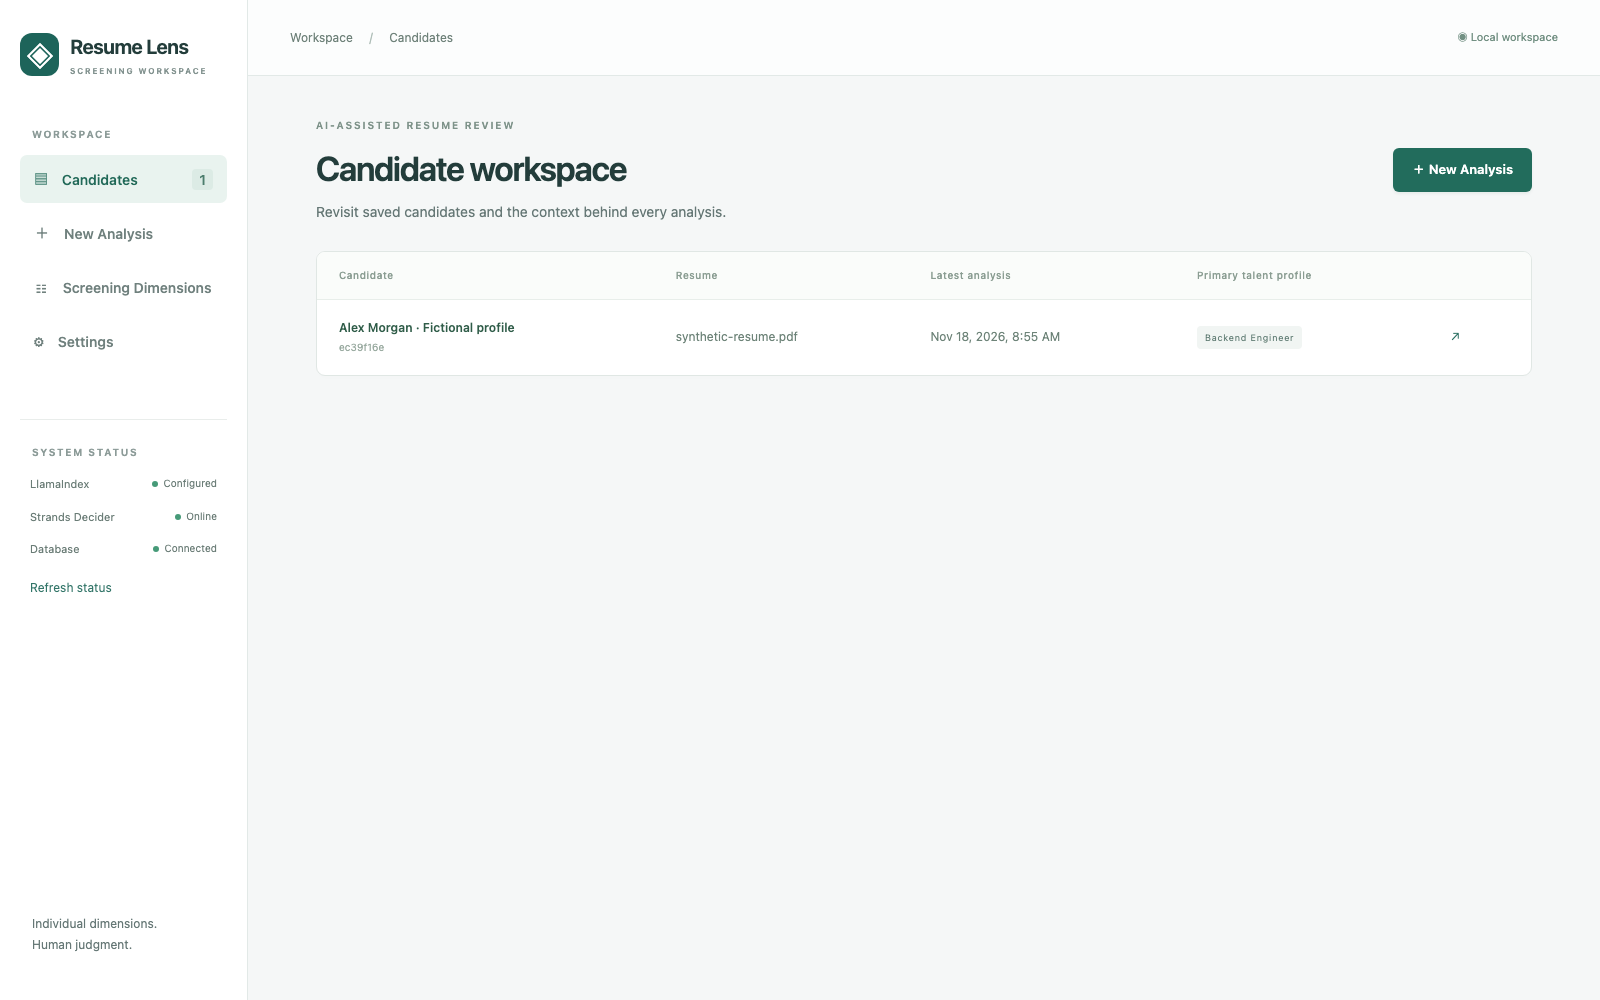 Resume Lens
SCREENING WORKSPACE
WORKSPACE
Candidates 1
New Analysis
Screening Dimensions
Settings
SYSTEM STATUS
LlamaIndex Configured
Strands Decider Online
Database Connected
Refresh status
Individual dimensions.
Human judgment.
Workspace / Candidates
Local workspace
AI-ASSISTED RESUME REVIEW
Candidate workspace
+ New Analysis
Revisit saved candidates and the context behind every analysis.
Candidate Resume Latest analysis Primary talent profile
Alex Morgan · Fictional profile
ec39f16e
synthetic-resume.pdf
Nov 18, 2026, 8:55 AM
Backend Engineer